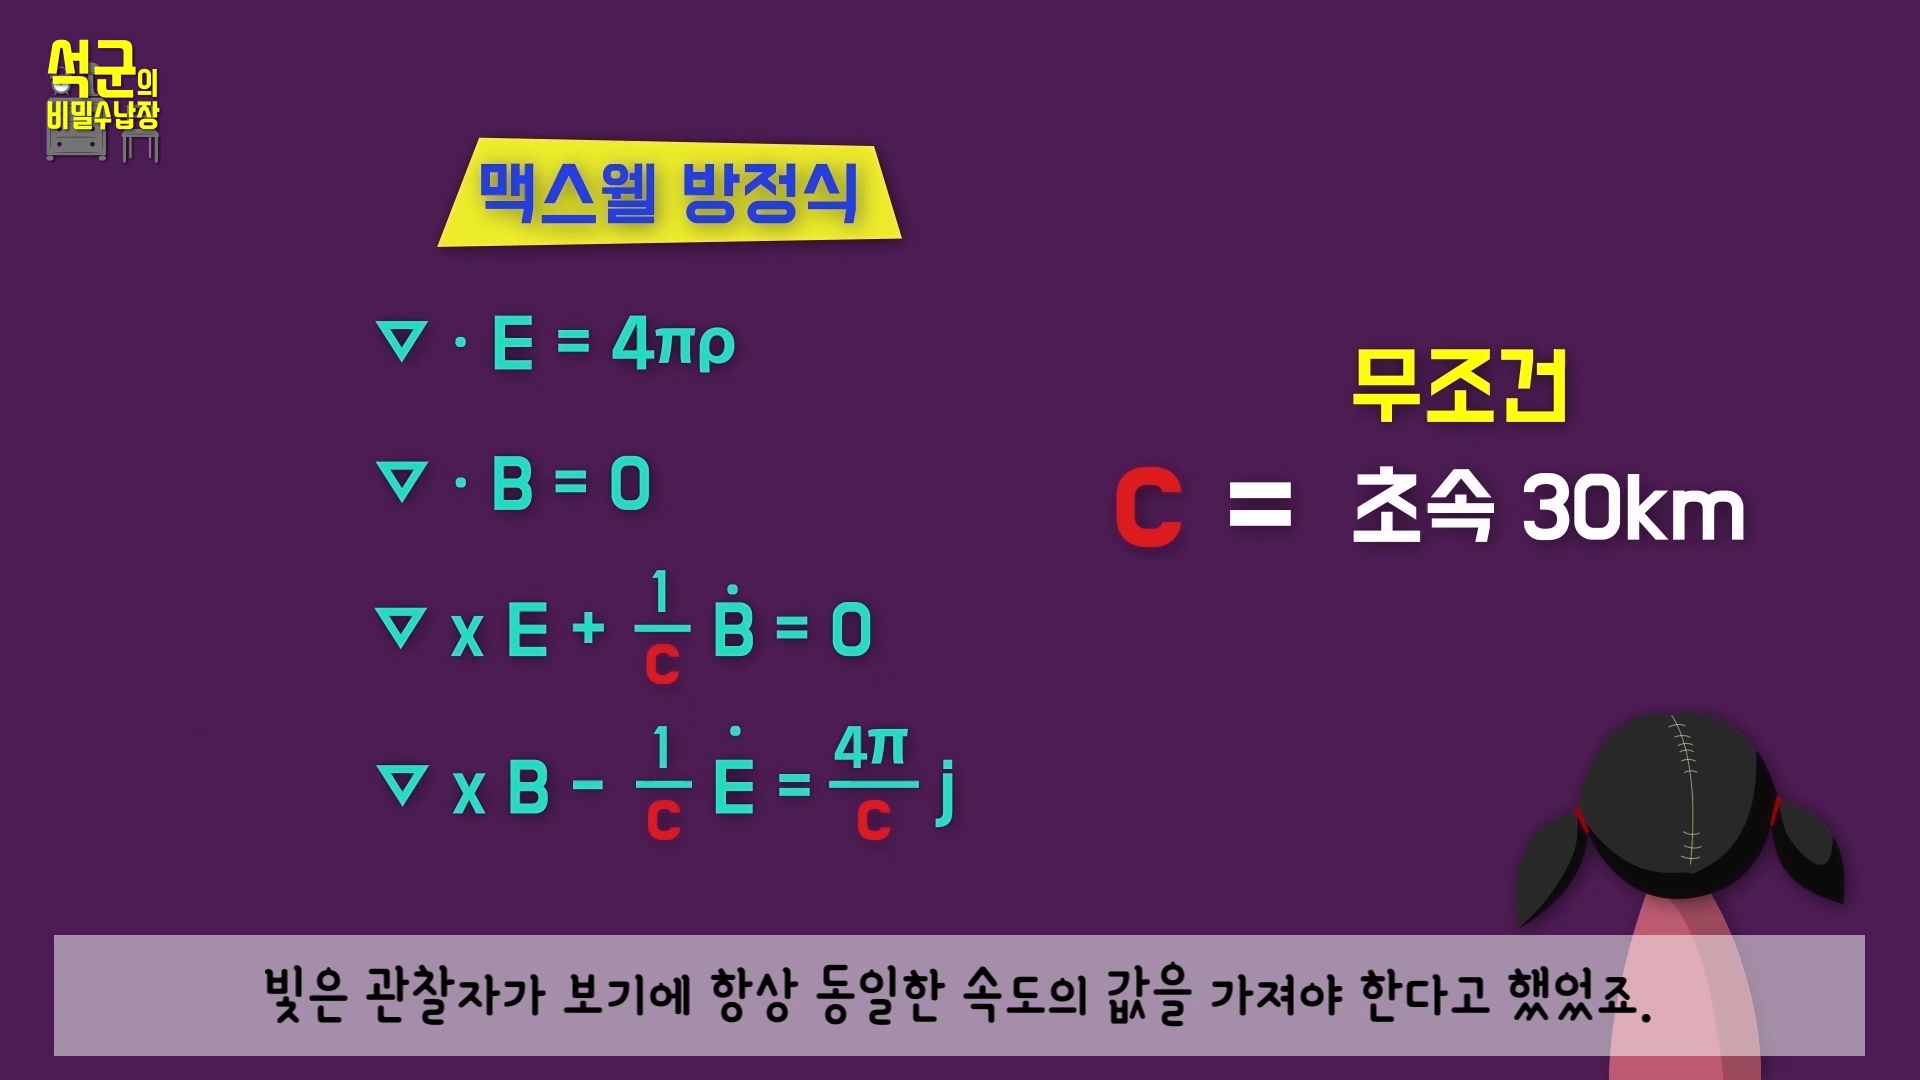 석군의
비밀수납장
맥스웰 방정식
▽ · E = 4πρ
▽ · B = 0
▽ x E + 1/c Ḃ = 0
▽ x B - 1/c Ė = 4π/c j
무조건
c = 초속 30km
빛은 관찰자가 보기에 항상 동일한 속도의 값을 가져야 한다고 했었죠.